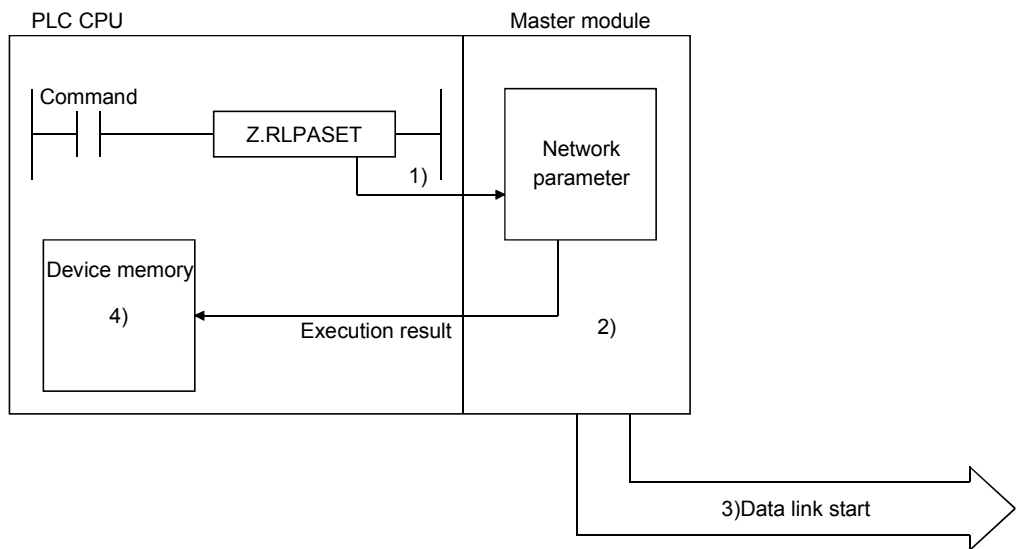 PLC CPU
Master module
Command
Z.RLPASET
1)
Network
parameter
Device memory
4)
Execution result
2)
3)Data link start